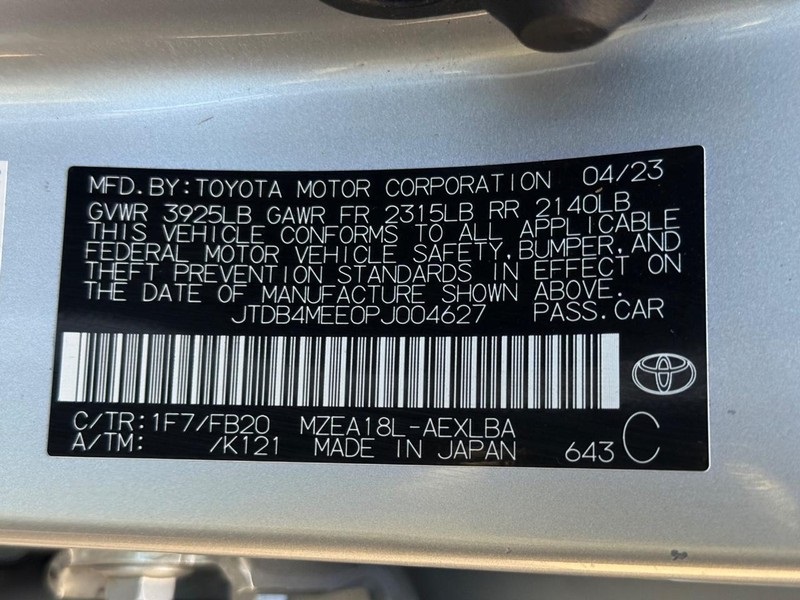 MFD.BY:TOYOTA MOTOR CORPORATION 04/23
GVWR 3925LB GAWR FR 2315LB RR 2140LB
THIS VEHICLE CONFORMS TO ALL APPLICABLE
FEDERAL MOTOR VEHICLE SAFETY,BUMPER,AND
THEFT PREVENTION STANDARDS IN EFFECT ON
THE DATE OF MANUFACTURE SHOWN ABOVE.
JTDB4MEE0PJ004627 PASS.CAR
C/TR:1F7/FB20 MZEA18L-AEXLBA
A/TM: /K121 MADE IN JAPAN 643 C